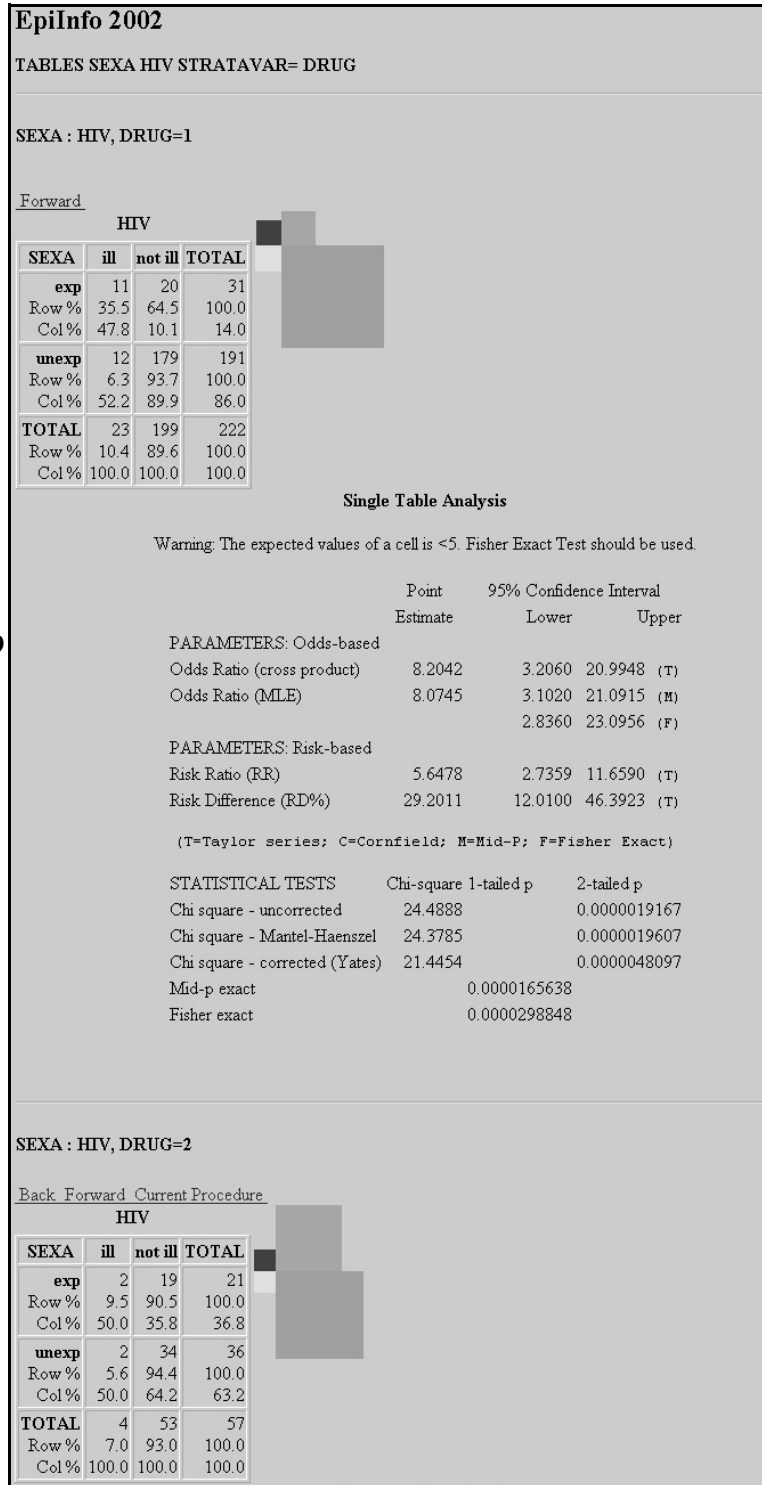 EpiInfo 2002
TABLES SEXA HIV STRATAVAR= DRUG
SEXA : HIV, DRUG=1
Forward
HIV
SEXA ill not ill TOTAL
exp 11 20 31
Row % 35.5 64.5 100.0
Col % 47.8 10.1 14.0
unexp 12 179 191
Row % 6.3 93.7 100.0
Col % 52.2 89.9 86.0
TOTAL 23 199 222
Row % 10.4 89.6 100.0
Col % 100.0 100.0 100.0
Single Table Analysis
Warning: The expected values of a cell is <5. Fisher Exact Test should be used.
Point 95% Confidence Interval
Estimate Lower Upper
PARAMETERS: Odds-based
Odds Ratio (cross product) 8.2042 3.2060 20.9948 (T)
Odds Ratio (MLE) 8.0745 3.1020 21.0915 (M)
2.8360 23.0956 (F)
PARAMETERS: Risk-based
Risk Ratio (RR) 5.6478 2.7359 11.6590 (T)
Risk Difference (RD%) 29.2011 12.0100 46.3923 (T)
(T=Taylor series; C=Cornfield; M=Mid-P; F=Fisher Exact)
STATISTICAL TESTS Chi-square 1-tailed p 2-tailed p
Chi square - uncorrected 24.4888 0.0000019167
Chi square - Mantel-Haenszel 24.3785 0.0000019607
Chi square - corrected (Yates) 21.4454 0.0000048097
Mid-p exact 0.0000165638
Fisher exact 0.0000298848
SEXA : HIV, DRUG=2
Back Forward Current Procedure
HIV
SEXA ill not ill TOTAL
exp 2 19 21
Row % 9.5 90.5 100.0
Col % 50.0 35.8 36.8
unexp 2 34 36
Row % 5.6 94.4 100.0
Col % 50.0 64.2 63.2
TOTAL 4 53 57
Row % 7.0 93.0 100.0
Col % 100.0 100.0 100.0